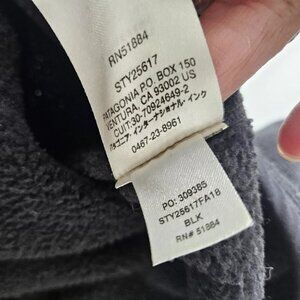 RN51884
STY25617
PATAGONIA P.O. BOX 150
VENTURA, CA 93002 US
CUIT:30-70924649-2
パタゴニア・インターナショナル・インク
0467-23-8961
PO: 309385
STY25617FA18
BLK
RN# 51884